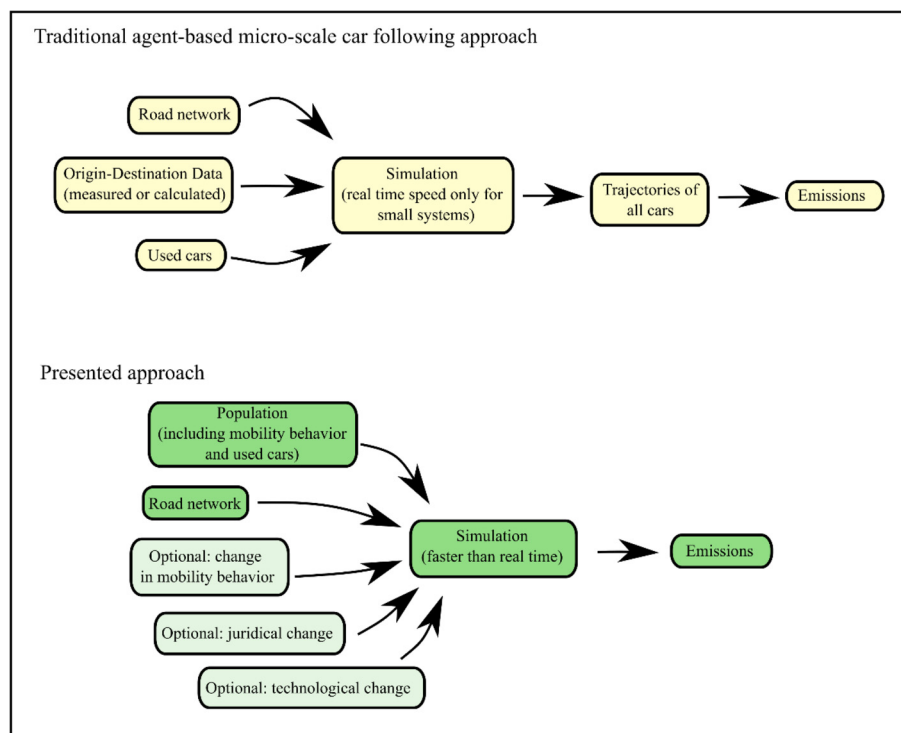 Traditional agent-based micro-scale car following approach
Road network
Origin-Destination Data
(measured or calculated)
Used cars
Simulation
(real time speed only for
small systems)
Trajectories of
all cars
Emissions
Presented approach
Population
(including mobility behavior
and used cars)
Road network
Optional: change
in mobility behavior
Optional: juridical change
Optional: technological change
Simulation
(faster than real time)
Emissions